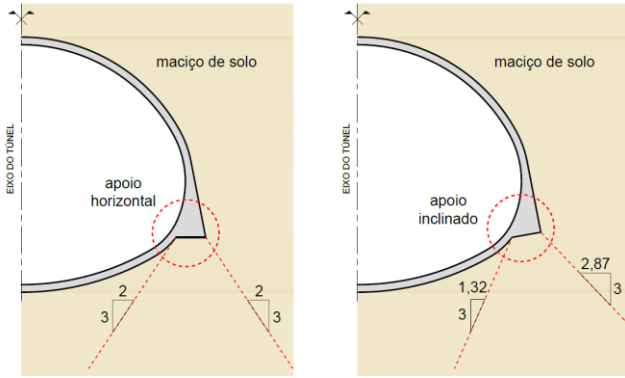 maciço de solo
EIXO DO TÚNEL
apoio
horizontal
2
3
2
3
maciço de solo
EIXO DO TÚNEL
apoio
inclinado
1,32
3
2,87
3